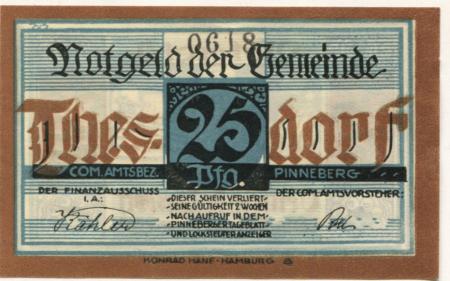 0618
Notgeld der Gemeinde
Thes- 25 dorf
COM. AMTSBEZ. Pfg. PINNEBERG
DER FINANZAUSSCHUSS
I.A.:
DIESER SCHEIN VERLIERT
SEINE GÜLTIGKEIT 2 WOCHEN
NACH AUFRUF IN DEM
PINNEBERGER TAGEBLATT
UND LOCKSTEDTER ANZEIGER
DER COM. AMTSVORSTEHER:
KONRAD HANF - HAMBURG 8